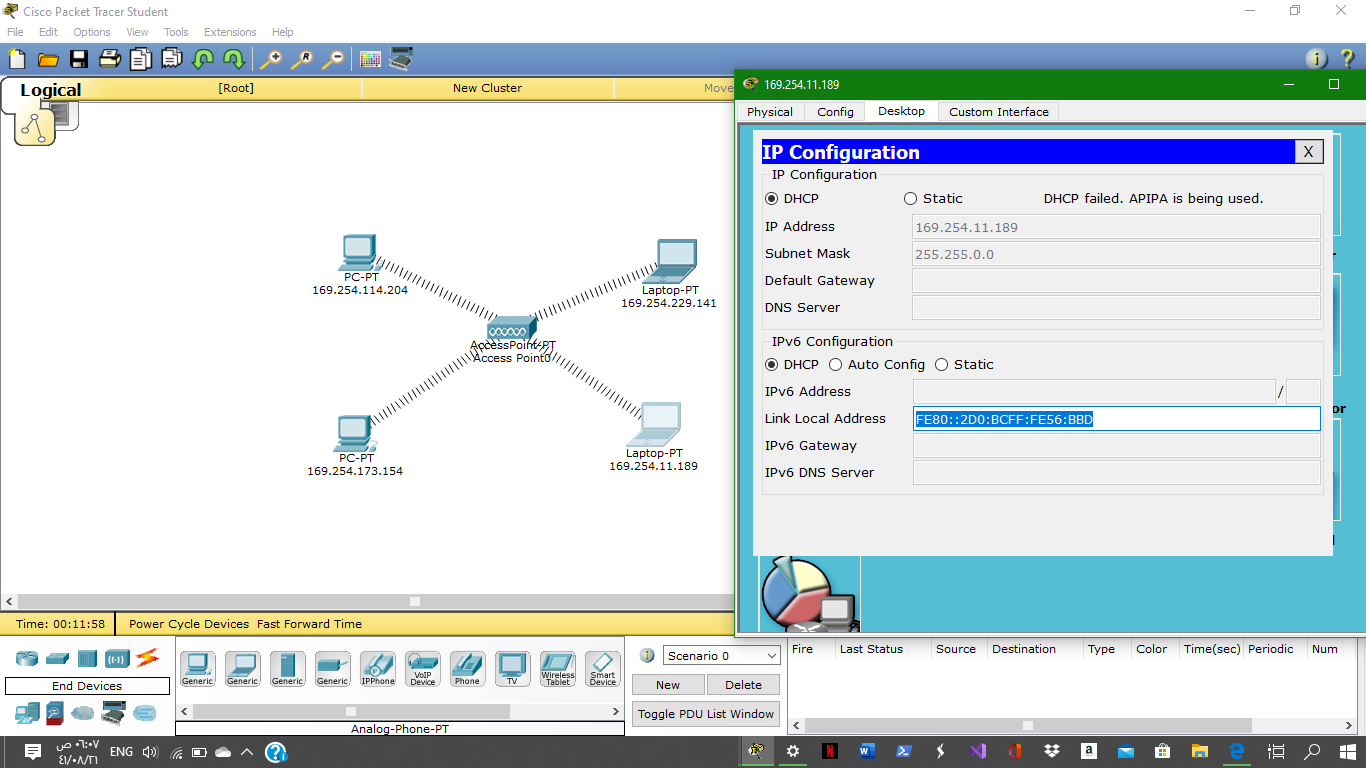 Cisco Packet Tracer Student
File Edit Options View Tools Extensions Help
Logical
[Root]
New Cluster
Move
PC-PT
169.254.114.204
Laptop-PT
169.254.229.141
AccessPoint-PT
Access Point0
PC-PT
169.254.173.154
Laptop-PT
169.254.11.189
169.254.11.189
Physical Config Desktop Custom Interface
IP Configuration
X
IP Configuration
DHCP Static DHCP failed. APIPA is being used.
IP Address 169.254.11.189
Subnet Mask 255.255.0.0
Default Gateway
DNS Server
IPv6 Configuration
DHCP Auto Config Static
IPv6 Address /
Link Local Address FE80::2D0:BCFF:FE56:BBD
IPv6 Gateway
IPv6 DNS Server
Time: 00:11:58 Power Cycle Devices Fast Forward Time
End Devices
Generic Generic Generic Generic IPPhone VoIP Device Phone TV Wireless Tablet Smart Device
Analog-Phone-PT
Scenario 0
New Delete
Toggle PDU List Window
Fire Last Status Source Destination Type Color Time(sec) Periodic Num
ENG
٠٦:٠٧ ص
٤١/٠٨/٢١